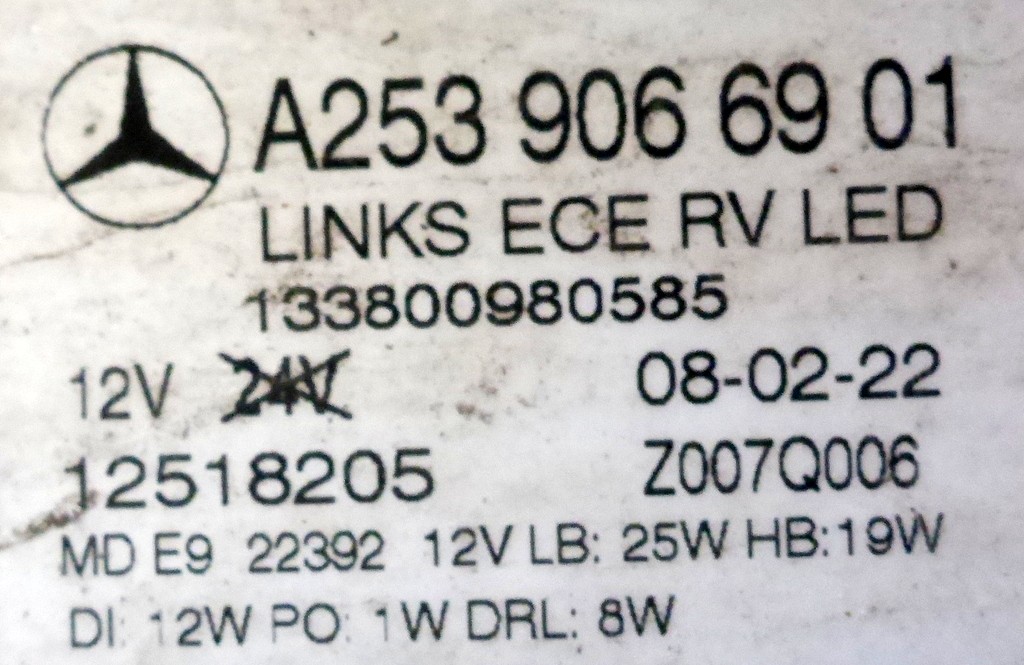 A253 906 69 01
LINKS ECE RV LED
133800980585
12V 24V 08-02-22
12518205 Z007Q006
MD E9 22392 12V LB: 25W HB:19W
DI: 12W PO: 1W DRL: 8W